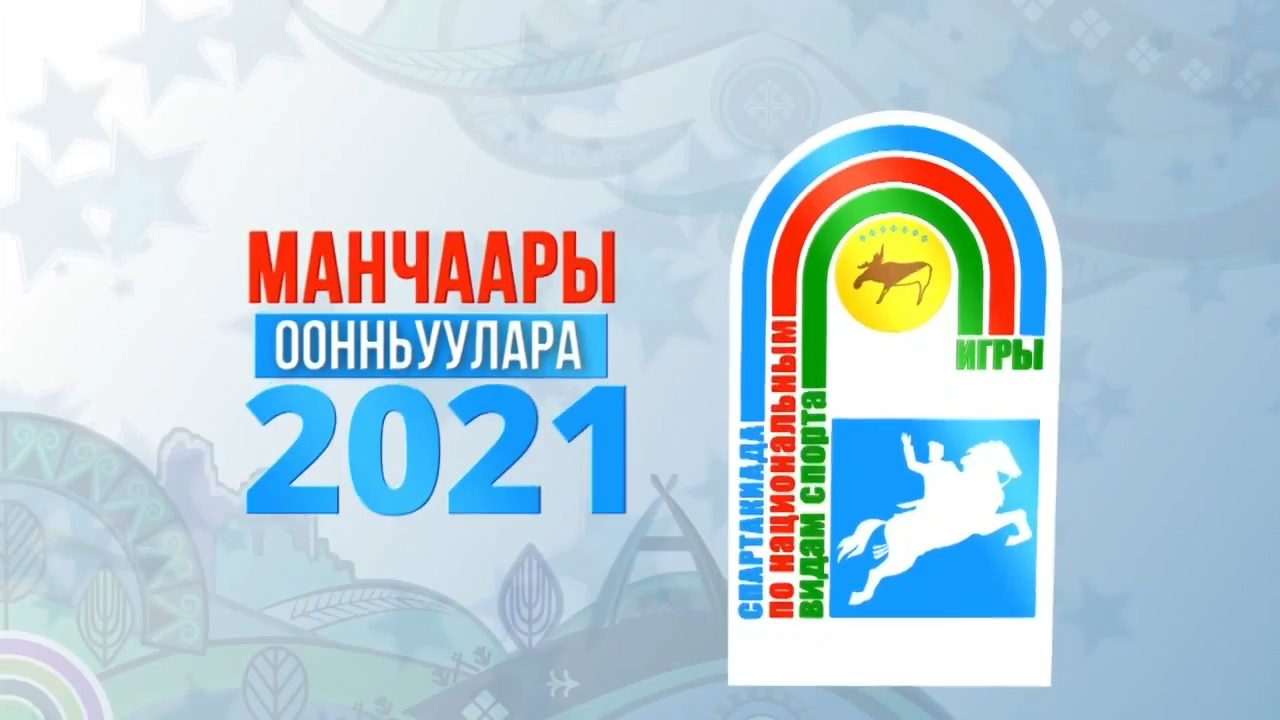 МАНЧААРЫ
ООННЬУУЛАРА
2021
ИГРЫ
СПАРТАКИАДА
ПО НАЦИОНАЛЬНЫМ
ВИДАМ СПОРТА